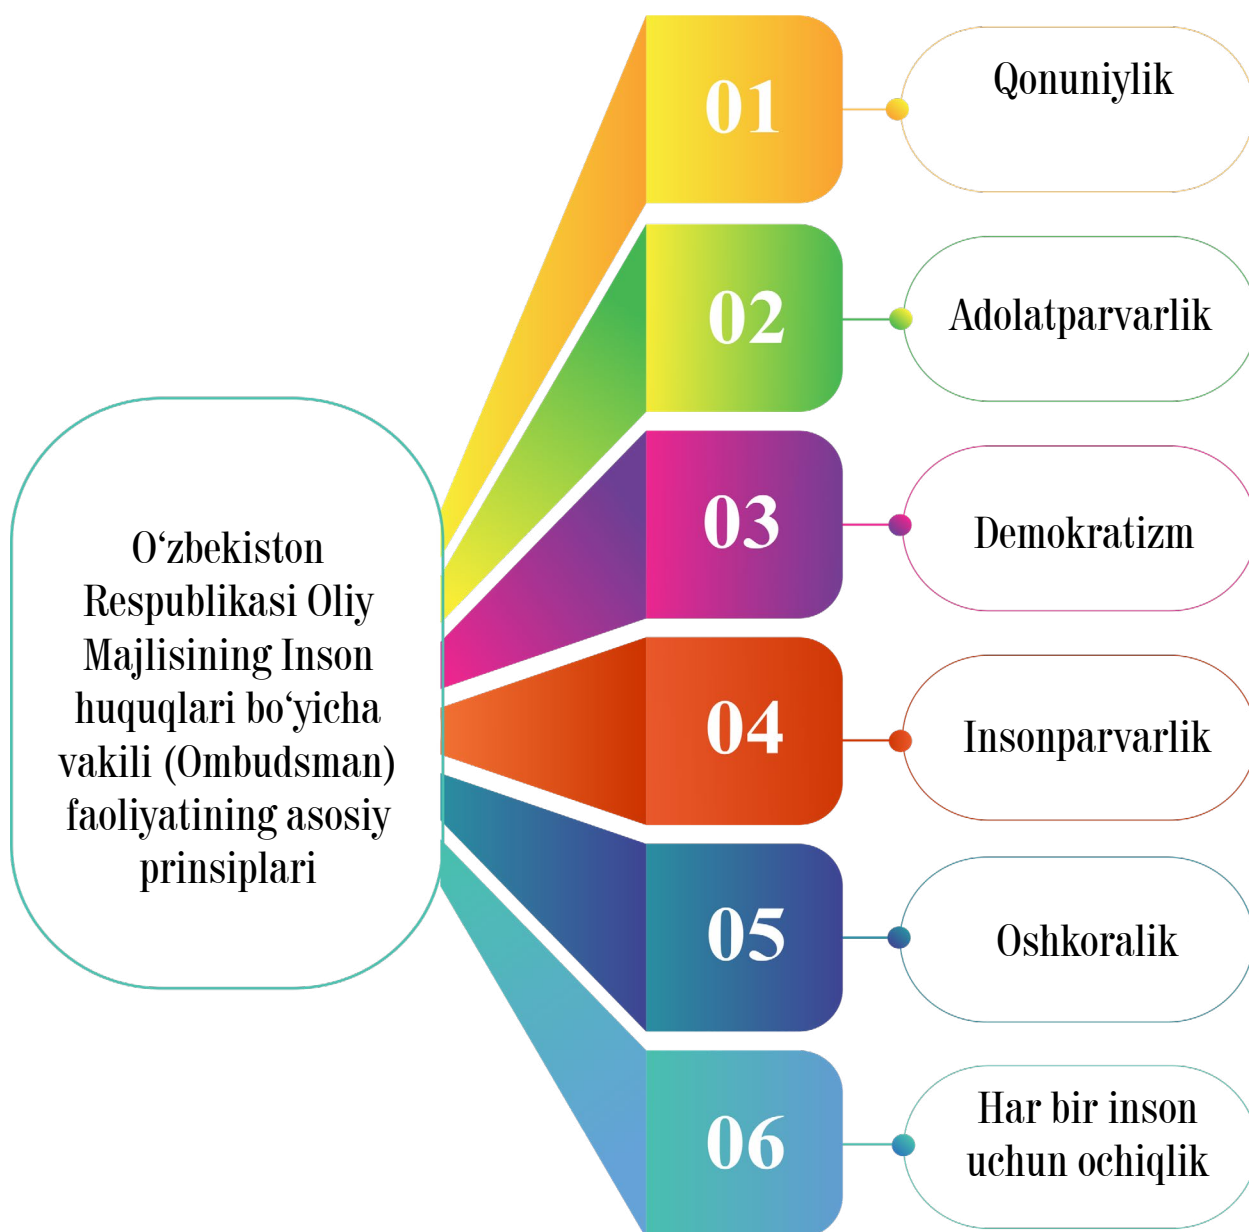 O‘zbekiston
Respublikasi Oliy
Majlisining Inson
huquqlari bo‘yicha
vakili (Ombudsman)
faoliyatining asosiy
prinsiplari
01
Qonuniylik
02
Adolatparvarlik
03
Demokratizm
04
Insonparvarlik
05
Oshkoralik
06
Har bir inson
uchun ochiqlik